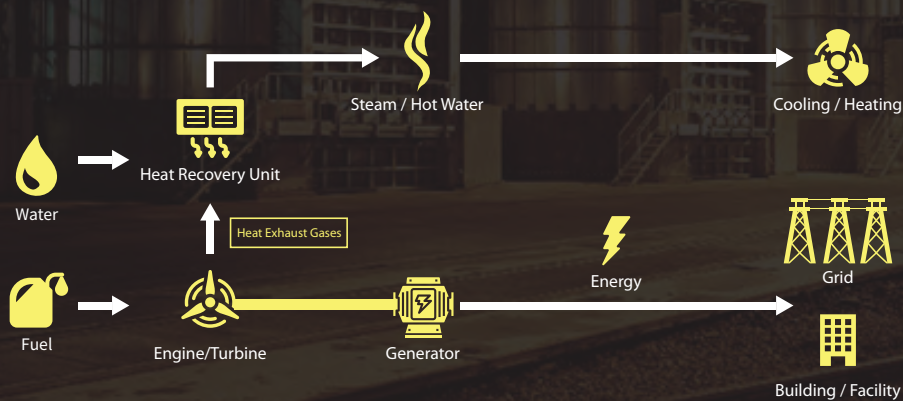 Steam / Hot Water
Cooling / Heating
Heat Recovery Unit
Water
Heat Exhaust Gases
Energy
Grid
Fuel
Engine/Turbine
Generator
Building / Facility